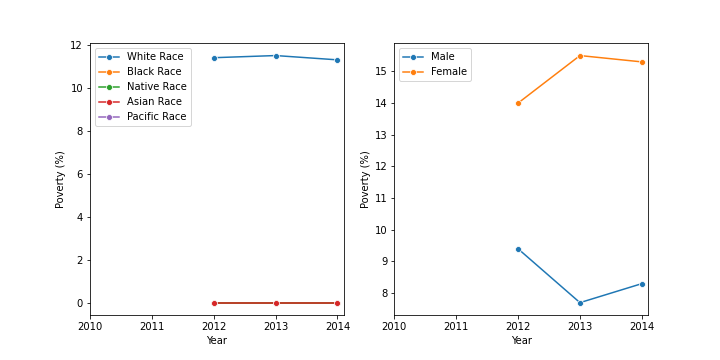 White Race
Black Race
Native Race
Asian Race
Pacific Race
12
10
8
6
4
2
0
Poverty (%)
2010 2011 2012 2013 2014
Year
Male
Female
15
14
13
12
11
10
9
8
Poverty (%)
2010 2011 2012 2013 2014
Year